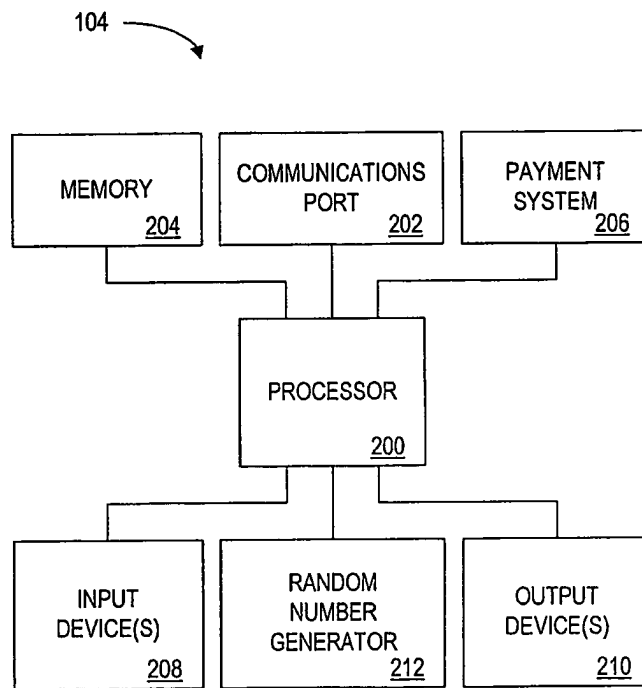 104
MEMORY
204
COMMUNICATIONS
PORT
202
PAYMENT
SYSTEM
206
PROCESSOR
200
INPUT
DEVICE(S)
208
RANDOM
NUMBER
GENERATOR
212
OUTPUT
DEVICE(S)
210